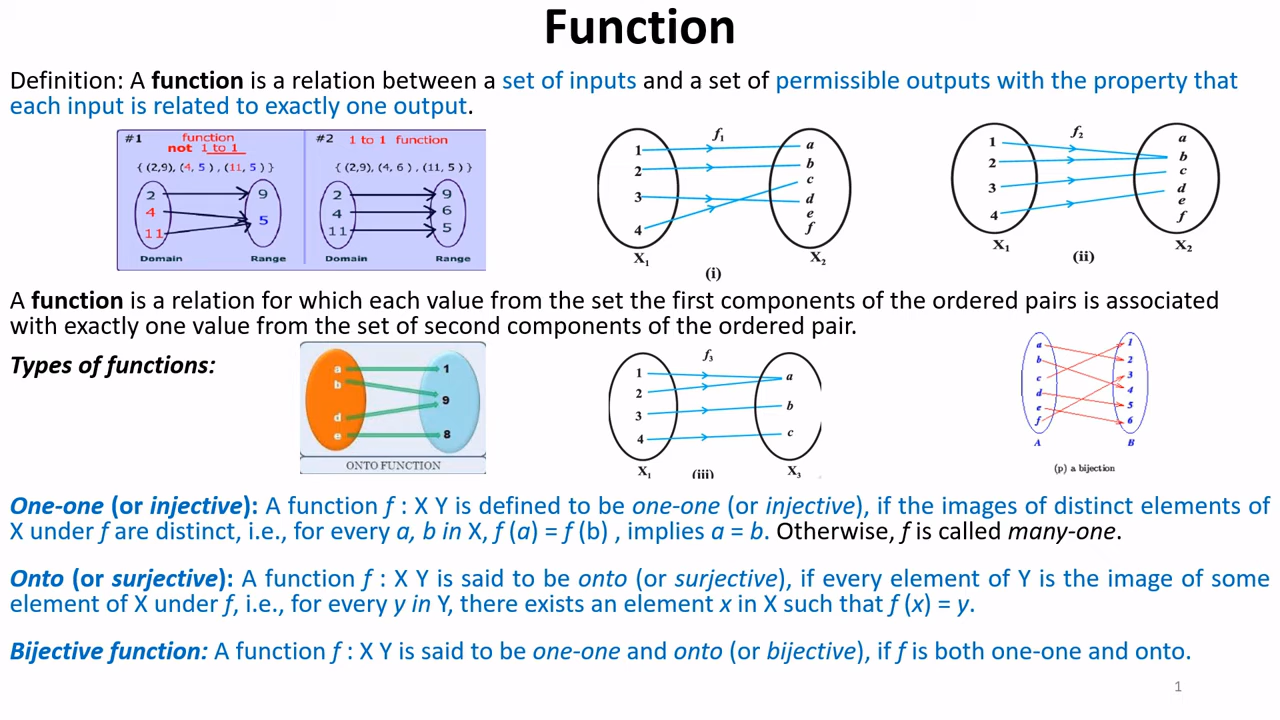 Function
Definition: A function is a relation between a set of inputs and a set of permissible outputs with the property that
each input is related to exactly one output.
#1 function
not 1 to 1
{ (2,9), (4, 5 ) , (11, 5 ) }
2 9
4 5
11
Domain Range
#2 1 to 1 function
{ (2,9), (4, 6 ) , (11, 5 ) }
2 9
4 6
11 5
Domain Range
f1
1 a
2 b
c
3 d
e
4 f
X1 X2
(i)
f2
1 a
2 b
3 c
d
4 e
f
X1 X2
(ii)
A function is a relation for which each value from the set the first components of the ordered pairs is associated
with exactly one value from the set of second components of the ordered pair.
Types of functions:
a 1
b
9
d
e 8
ONTO FUNCTION
f3
1 a
2
3 b
4 c
X1 X3
(iii)
a 1
b 2
c 3
d 4
e 5
f 6
A B
(p) a bijection
One-one (or injective): A function f : X Y is defined to be one-one (or injective), if the images of distinct elements of
X under f are distinct, i.e., for every a, b in X, f (a) = f (b) , implies a = b. Otherwise, f is called many-one.
Onto (or surjective): A function f : X Y is said to be onto (or surjective), if every element of Y is the image of some
element of X under f, i.e., for every y in Y, there exists an element x in X such that f (x) = y.
Bijective function: A function f : X Y is said to be one-one and onto (or bijective), if f is both one-one and onto.
1